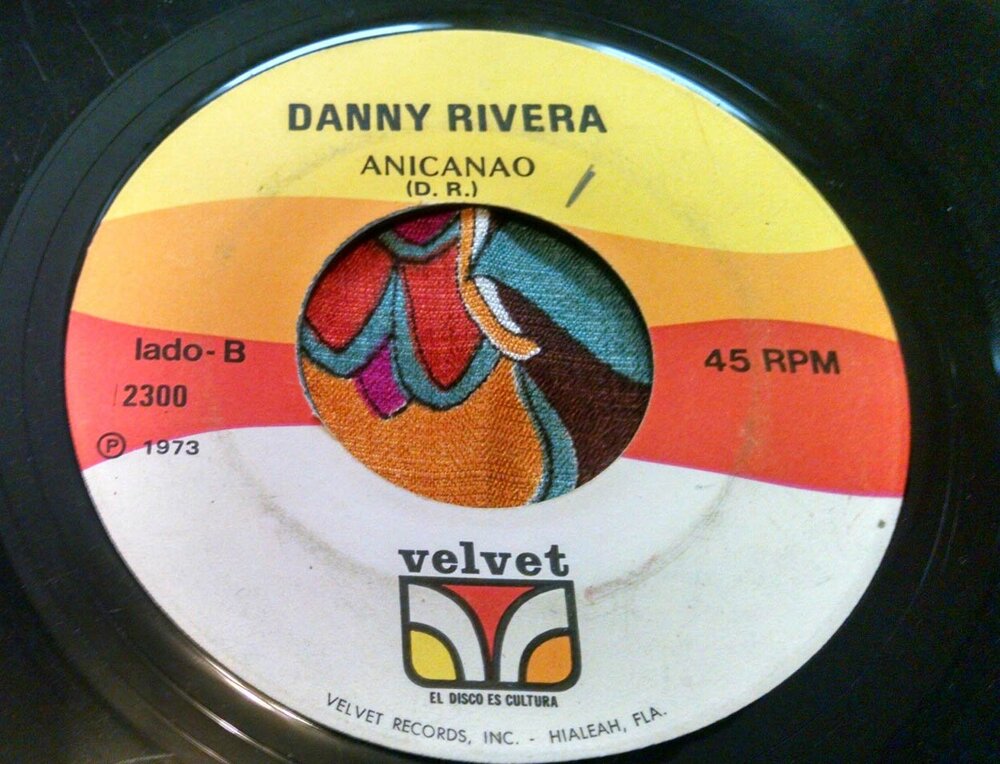 DANNY RIVERA
ANICANAO
(D. R.)
lado-B
45 RPM
2300
Ⓟ 1973
velvet
EL DISCO ES CULTURA
VELVET RECORDS, INC. - HIALEAH, FLA.